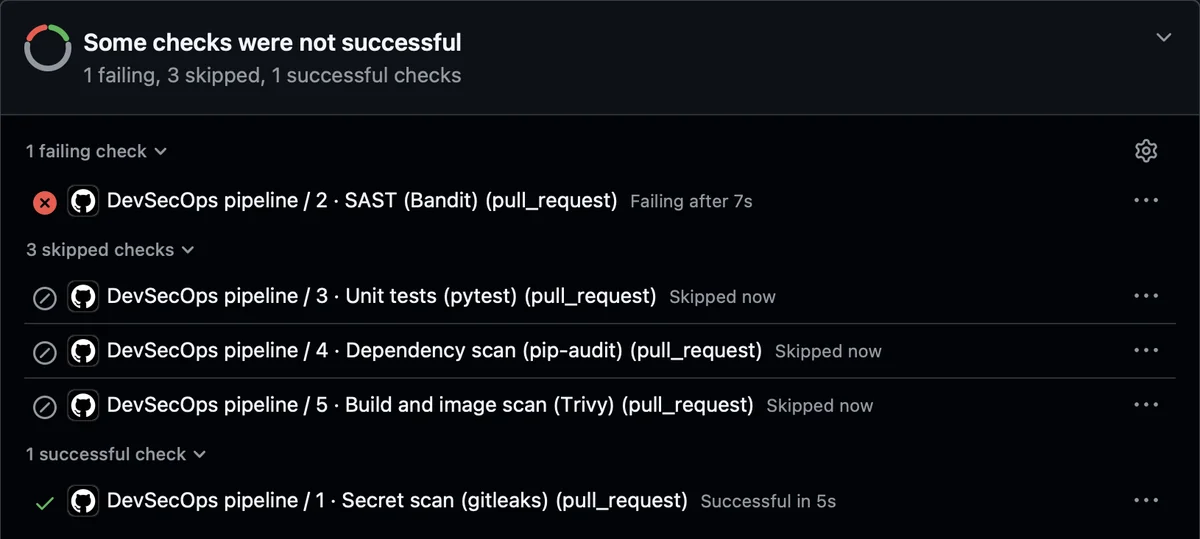 Some checks were not successful
1 failing, 3 skipped, 1 successful checks
1 failing check
DevSecOps pipeline / 2 · SAST (Bandit) (pull_request) Failing after 7s
3 skipped checks
DevSecOps pipeline / 3 · Unit tests (pytest) (pull_request) Skipped now
DevSecOps pipeline / 4 · Dependency scan (pip-audit) (pull_request) Skipped now
DevSecOps pipeline / 5 · Build and image scan (Trivy) (pull_request) Skipped now
1 successful check
DevSecOps pipeline / 1 · Secret scan (gitleaks) (pull_request) Successful in 5s